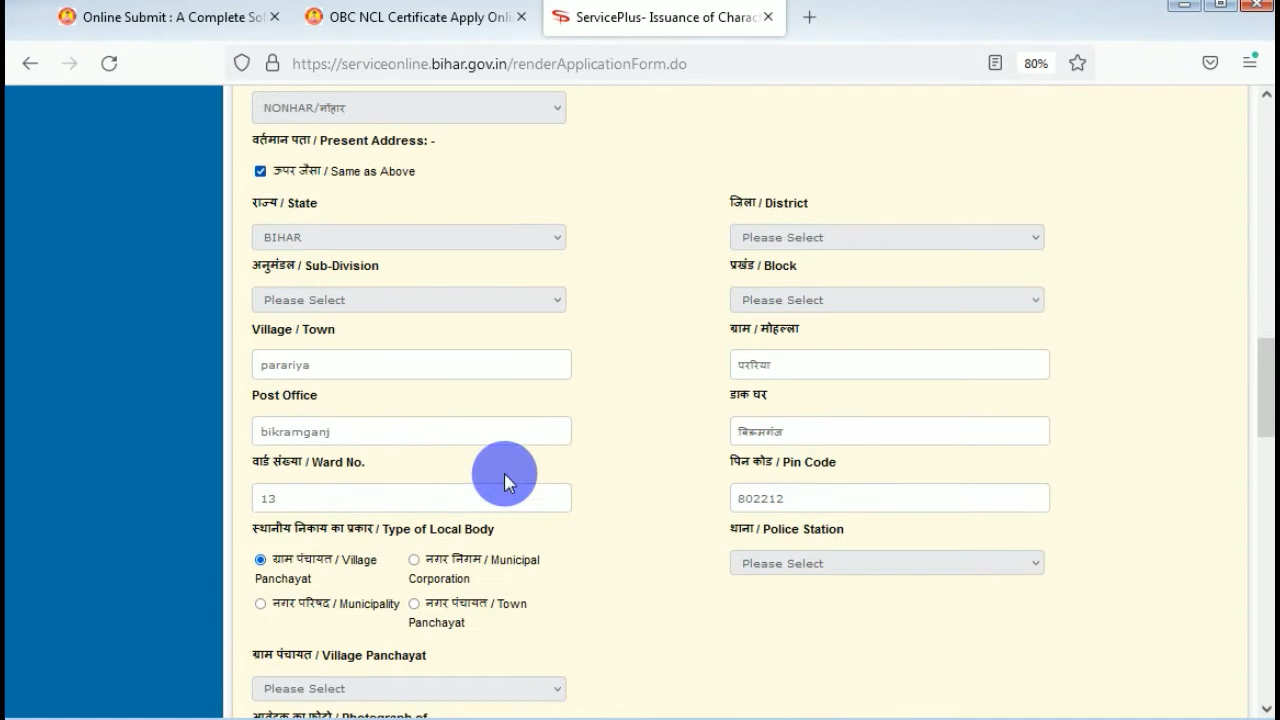 Online Submit : A Complete So
OBC NCL Certificate Apply Onli
ServicePlus- Issuance of Charac
https://serviceonline.bihar.gov.in/renderApplicationForm.do
80%
NONHAR/नोंहार
वर्तमान पता / Present Address: -
ऊपर जैसा / Same as Above
राज्य / State
जिला / District
BIHAR
Please Select
अनुमंडल / Sub-Division
प्रखंड / Block
Please Select
Please Select
Village / Town
ग्राम / मोहल्ला
parariya
पररिया
Post Office
डाक घर
bikramganj
बिक्रमगंज
वार्ड संख्या / Ward No.
पिन कोड / Pin Code
13
802212
स्थानीय निकाय का प्रकार / Type of Local Body
थाना / Police Station
ग्राम पंचायत / Village
Panchayat
नगर निगम / Municipal
Corporation
Please Select
नगर परिषद / Municipality
नगर पंचायत / Town
Panchayat
ग्राम पंचायत / Village Panchayat
Please Select
आवेदक का फोटो / Photograph of